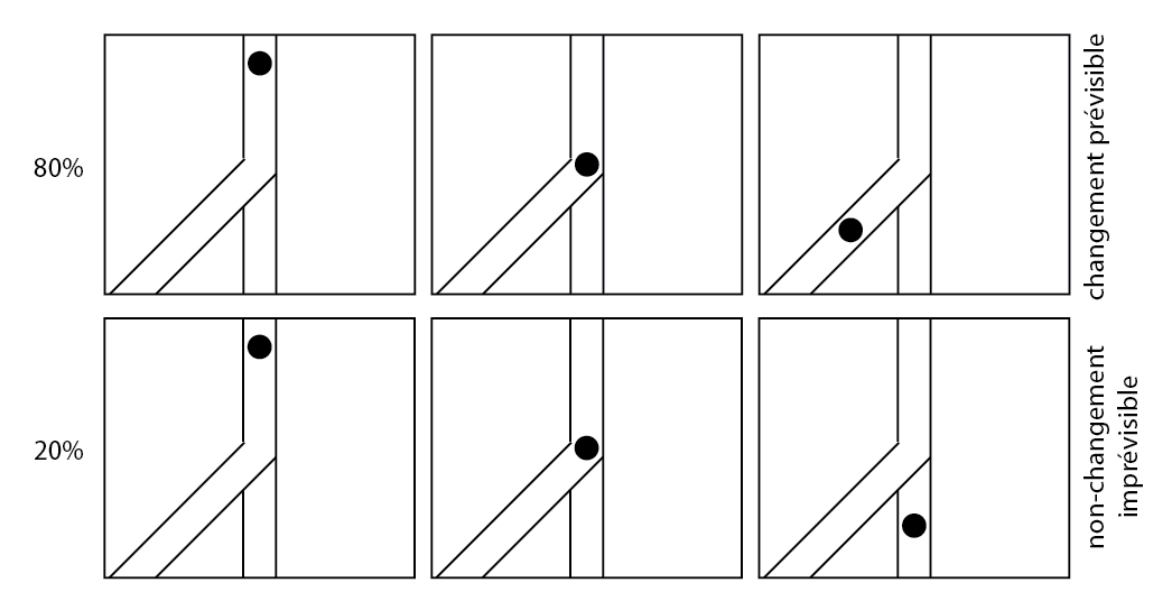 80%
changement prévisible
20%
non-changement
imprévisible